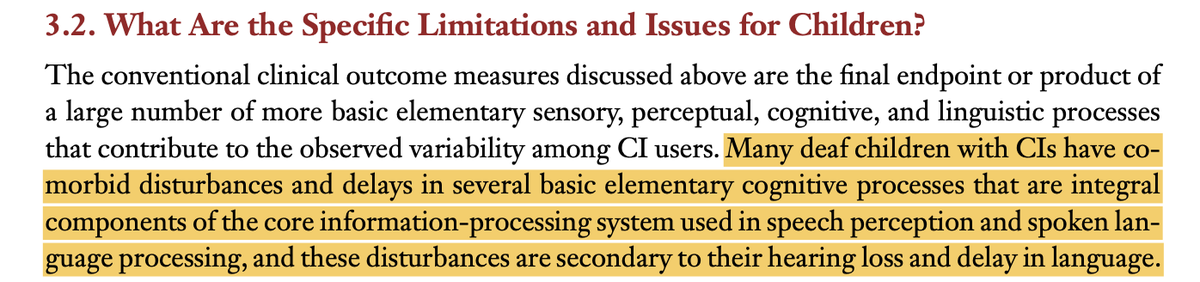 3.2. What Are the Specific Limitations and Issues for Children?
The conventional clinical outcome measures discussed above are the final endpoint or product of
a large number of more basic elementary sensory, perceptual, cognitive, and linguistic processes
that contribute to the observed variability among CI users. Many deaf children with CIs have co-
morbid disturbances and delays in several basic elementary cognitive processes that are integral
components of the core information-processing system used in speech perception and spoken lan-
guage processing, and these disturbances are secondary to their hearing loss and delay in language.